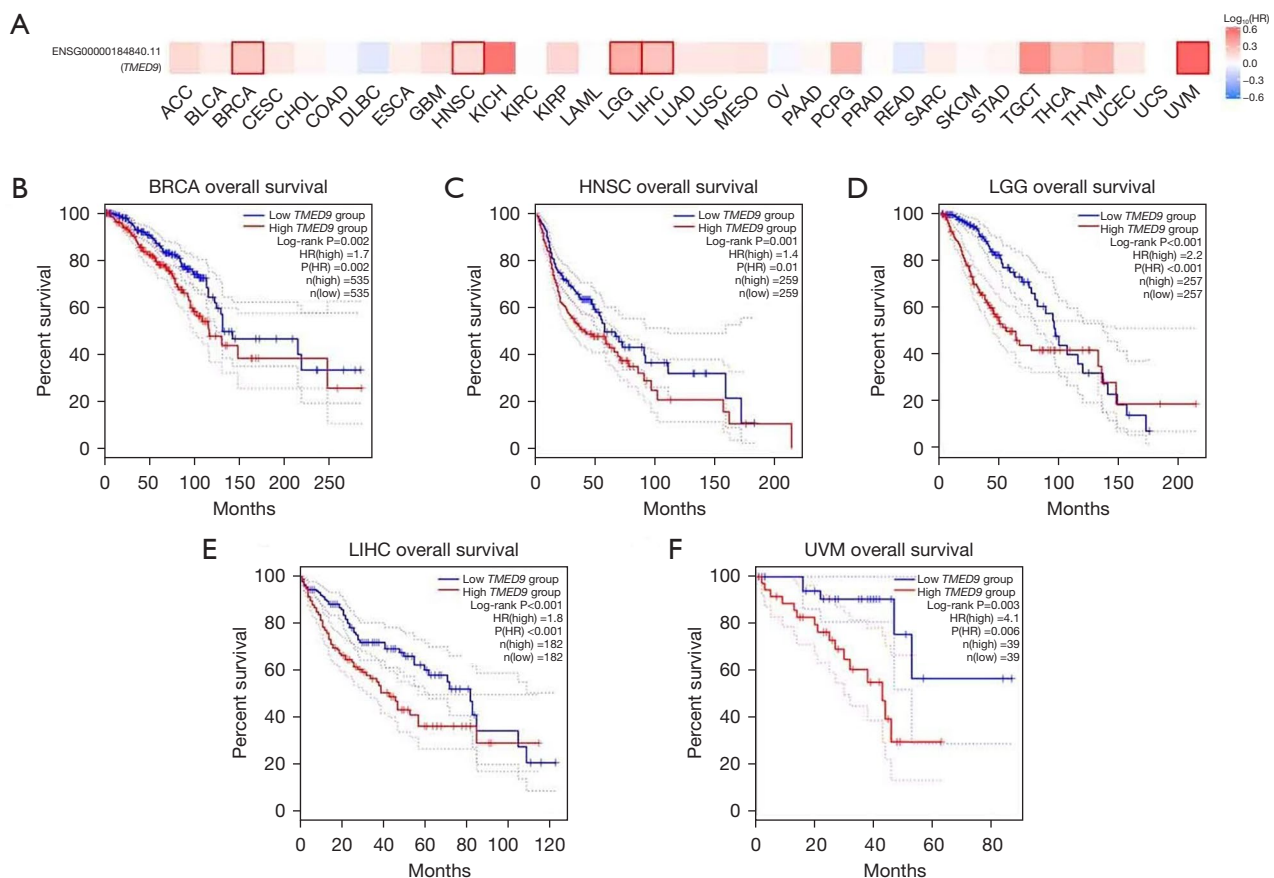 A
ENSG00000184840.11
(TMED9)
Log10(HR)
0.6
0.3
0.0
−0.3
−0.6
ACC
BLCA
BRCA
CESC
CHOL
COAD
DLBC
ESCA
GBM
HNSC
KICH
KIRC
KIRP
LAML
LGG
LIHC
LUAD
LUSC
MESO
OV
PAAD
PCPG
PRAD
READ
SARC
SKCM
STAD
TGCT
THCA
THYM
UCEC
UCS
UVM
B
BRCA overall survival
Low TMED9 group
High TMED9 group
Log-rank P=0.002
HR(high) =1.7
P(HR) =0.002
n(high) =535
n(low) =535
Percent survival
100
80
60
40
20
0
0 50 100 150 200 250
Months
C
HNSC overall survival
Low TMED9 group
High TMED9 group
Log-rank P=0.001
HR(high) =1.4
P(HR) =0.01
n(high) =259
n(low) =259
Percent survival
100
80
60
40
20
0
0 50 100 150 200
Months
D
LGG overall survival
Low TMED9 group
High TMED9 group
Log-rank P<0.001
HR(high) =2.2
P(HR) <0.001
n(high) =257
n(low) =257
Percent survival
100
80
60
40
20
0
0 50 100 150 200
Months
E
LIHC overall survival
Low TMED9 group
High TMED9 group
Log-rank P<0.001
HR(high) =1.8
P(HR) <0.001
n(high) =182
n(low) =182
Percent survival
100
80
60
40
20
0
0 20 40 60 80 100 120
Months
F
UVM overall survival
Low TMED9 group
High TMED9 group
Log-rank P=0.003
HR(high) =4.1
P(HR) =0.006
n(high) =39
n(low) =39
Percent survival
100
80
60
40
20
0
0 20 40 60 80
Months